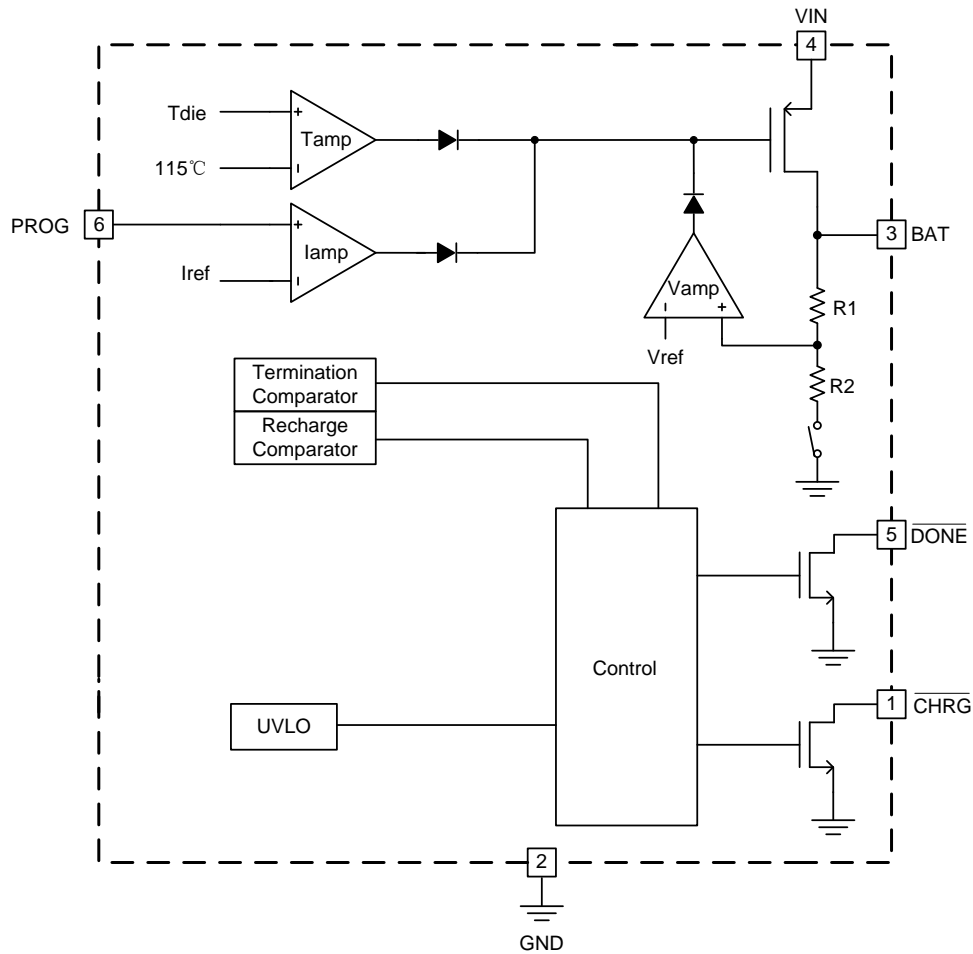 VIN
4
Tdie
+
Tamp
115℃
-
PROG
6
+
Iamp
Iref
-
3
BAT
Vamp
-
+
R1
Vref
R2
Termination
Comparator
Recharge
Comparator
5
DONE
Control
1
CHRG
UVLO
2
GND